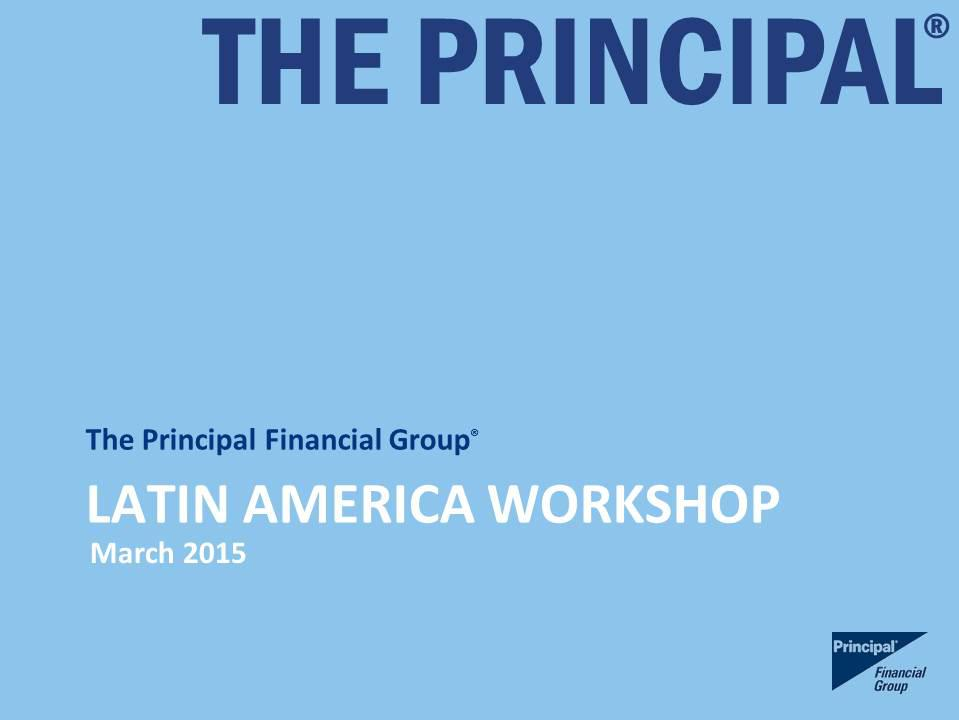 THE PRINCIPAL®
The Principal Financial Group®
LATIN AMERICA WORKSHOP
March 2015
Principal®
Financial
Group